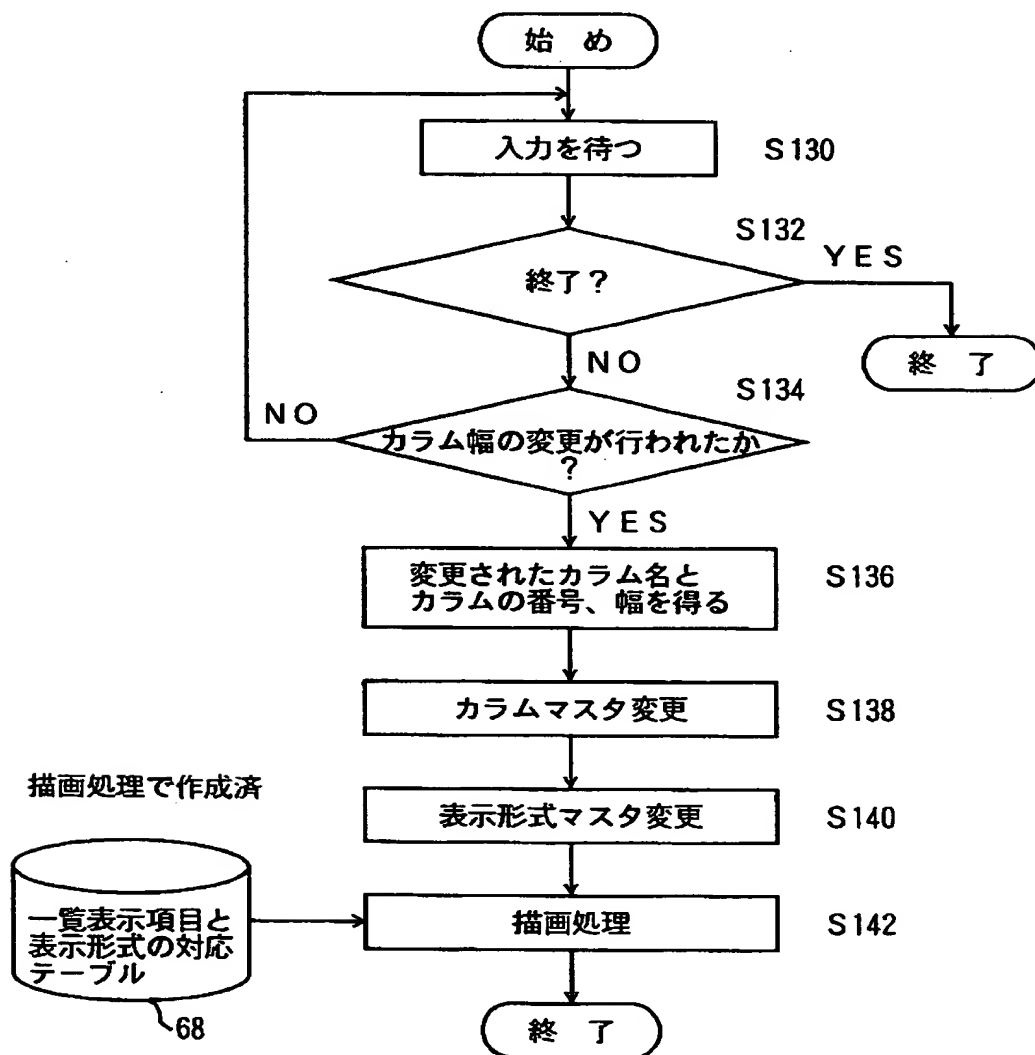 始 め
入力を待つ
S130
S132
終了?
YES
終 了
NO
S134
NO
カラム幅の変更が行われたか
?
YES
変更されたカラム名と
カラムの番号、幅を得る
S136
カラムマスタ変更
S138
描画処理で作成済
表示形式マスタ変更
S140
一覧表示項目と
表示形式の対応
テーブル
描画処理
S142
68
終 了